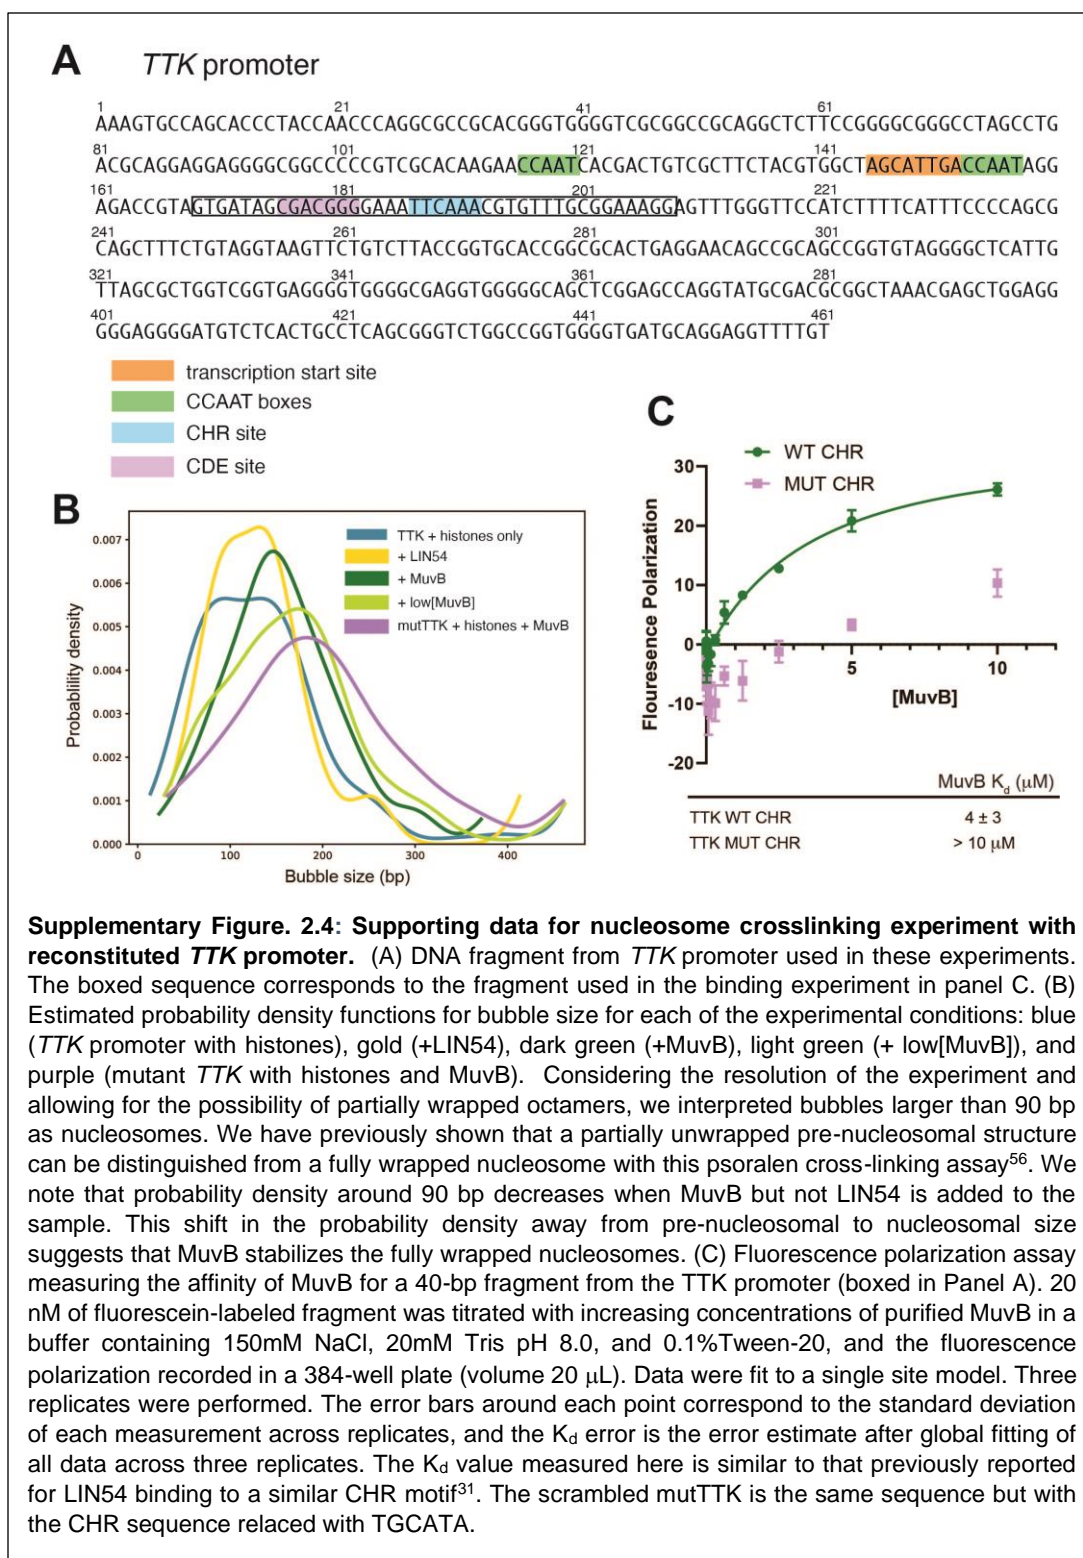 A TTK promoter
1 21 41 61
AAAGTGCCAGCACCCTACCAACCCAGGCGCCGCACGGGTGGGGTCGCGGCCGCAGGCTCTTCCGGGGCGGGCCTAGCCTG
81 101 121 141
ACGCAGGAGGAGGGGCGGCCCCCGTCGCACAAGAACCAATCACGACTGTCGCTTCTACGTGGCTAGCATTGACCAATAGG
161 181 201 221
AGACCGTAGTGATAGCGACGGGGAAATTCAAACGTGTTTGCGGAAAGGAGTTTGGGTTCCATCTTTTCATTTCCCCAGCG
241 261 281 301
CAGCTTTCTGTAGGTAAGTTCTGTCTTACCGGTGCACCGGCGCACTGAGGAACAGCCGCAGCCGGTGTAGGGGCTCATTG
321 341 361 281
TTAGCGCTGGTCGGTGAGGGGTGGGGCGAGGTGGGGGCAGCTCGGAGCCAGGTATGCGACGCGGCTAAACGAGCTGGAGG
401 421 441 461
GGGAGGGGATGTCTCACTGCCTCAGCGGGTCTGGCCGGTGGGGTGATGCAGGAGGTTTTGT
transcription start site
CCAAT boxes
CHR site
CDE site
B
TTK + histones only
+ LIN54
+ MuvB
+ low[MuvB]
mutTTK + histones + MuvB
Probability density
0.007
0.006
0.005
0.004
0.003
0.002
0.001
0.000
0 100 200 300 400
Bubble size (bp)
C
WT CHR
MUT CHR
Flouresence Polarization
30
20
10
0
-10
-20
5 10
[MuvB]
MuvB Kd (μM)
TTK WT CHR 4 ± 3
TTK MUT CHR > 10 μM
Supplementary Figure. 2.4: Supporting data for nucleosome crosslinking experiment with
reconstituted TTK promoter. (A) DNA fragment from TTK promoter used in these experiments.
The boxed sequence corresponds to the fragment used in the binding experiment in panel C. (B)
Estimated probability density functions for bubble size for each of the experimental conditions: blue
(TTK promoter with histones), gold (+LIN54), dark green (+MuvB), light green (+ low[MuvB]), and
purple (mutant TTK with histones and MuvB). Considering the resolution of the experiment and
allowing for the possibility of partially wrapped octamers, we interpreted bubbles larger than 90 bp
as nucleosomes. We have previously shown that a partially unwrapped pre-nucleosomal structure
can be distinguished from a fully wrapped nucleosome with this psoralen cross-linking assay56. We
note that probability density around 90 bp decreases when MuvB but not LIN54 is added to the
sample. This shift in the probability density away from pre-nucleosomal to nucleosomal size
suggests that MuvB stabilizes the fully wrapped nucleosomes. (C) Fluorescence polarization assay
measuring the affinity of MuvB for a 40-bp fragment from the TTK promoter (boxed in Panel A). 20
nM of fluorescein-labeled fragment was titrated with increasing concentrations of purified MuvB in a
buffer containing 150mM NaCl, 20mM Tris pH 8.0, and 0.1%Tween-20, and the fluorescence
polarization recorded in a 384-well plate (volume 20 μL). Data were fit to a single site model. Three
replicates were performed. The error bars around each point correspond to the standard deviation
of each measurement across replicates, and the Kd error is the error estimate after global fitting of
all data across three replicates. The Kd value measured here is similar to that previously reported
for LIN54 binding to a similar CHR motif31. The scrambled mutTTK is the same sequence but with
the CHR sequence relaced with TGCATA.